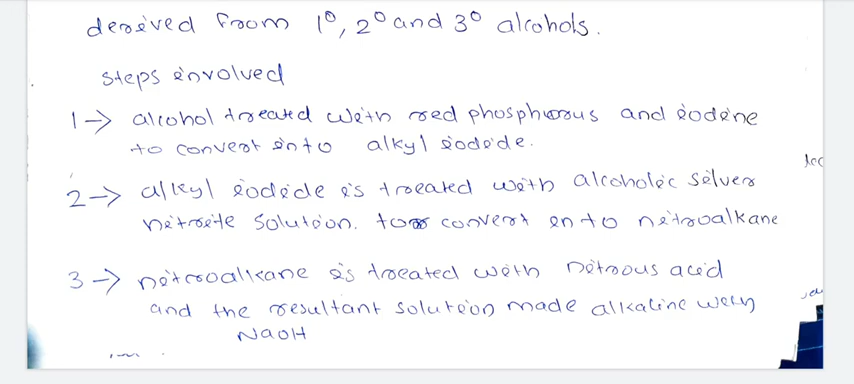 derived from 1°, 2° and 3° alcohols.
steps involved
1 → alcohol treated with red phosphorous and iodine
to convert into alkyl iodide.
2 → alkyl iodide is treated with alcoholic silver
nitrite solution. to convert into nitroalkane
3 → nitroalkane is treated with nitrous acid
and the resultant solution made alkaline with
NaOH